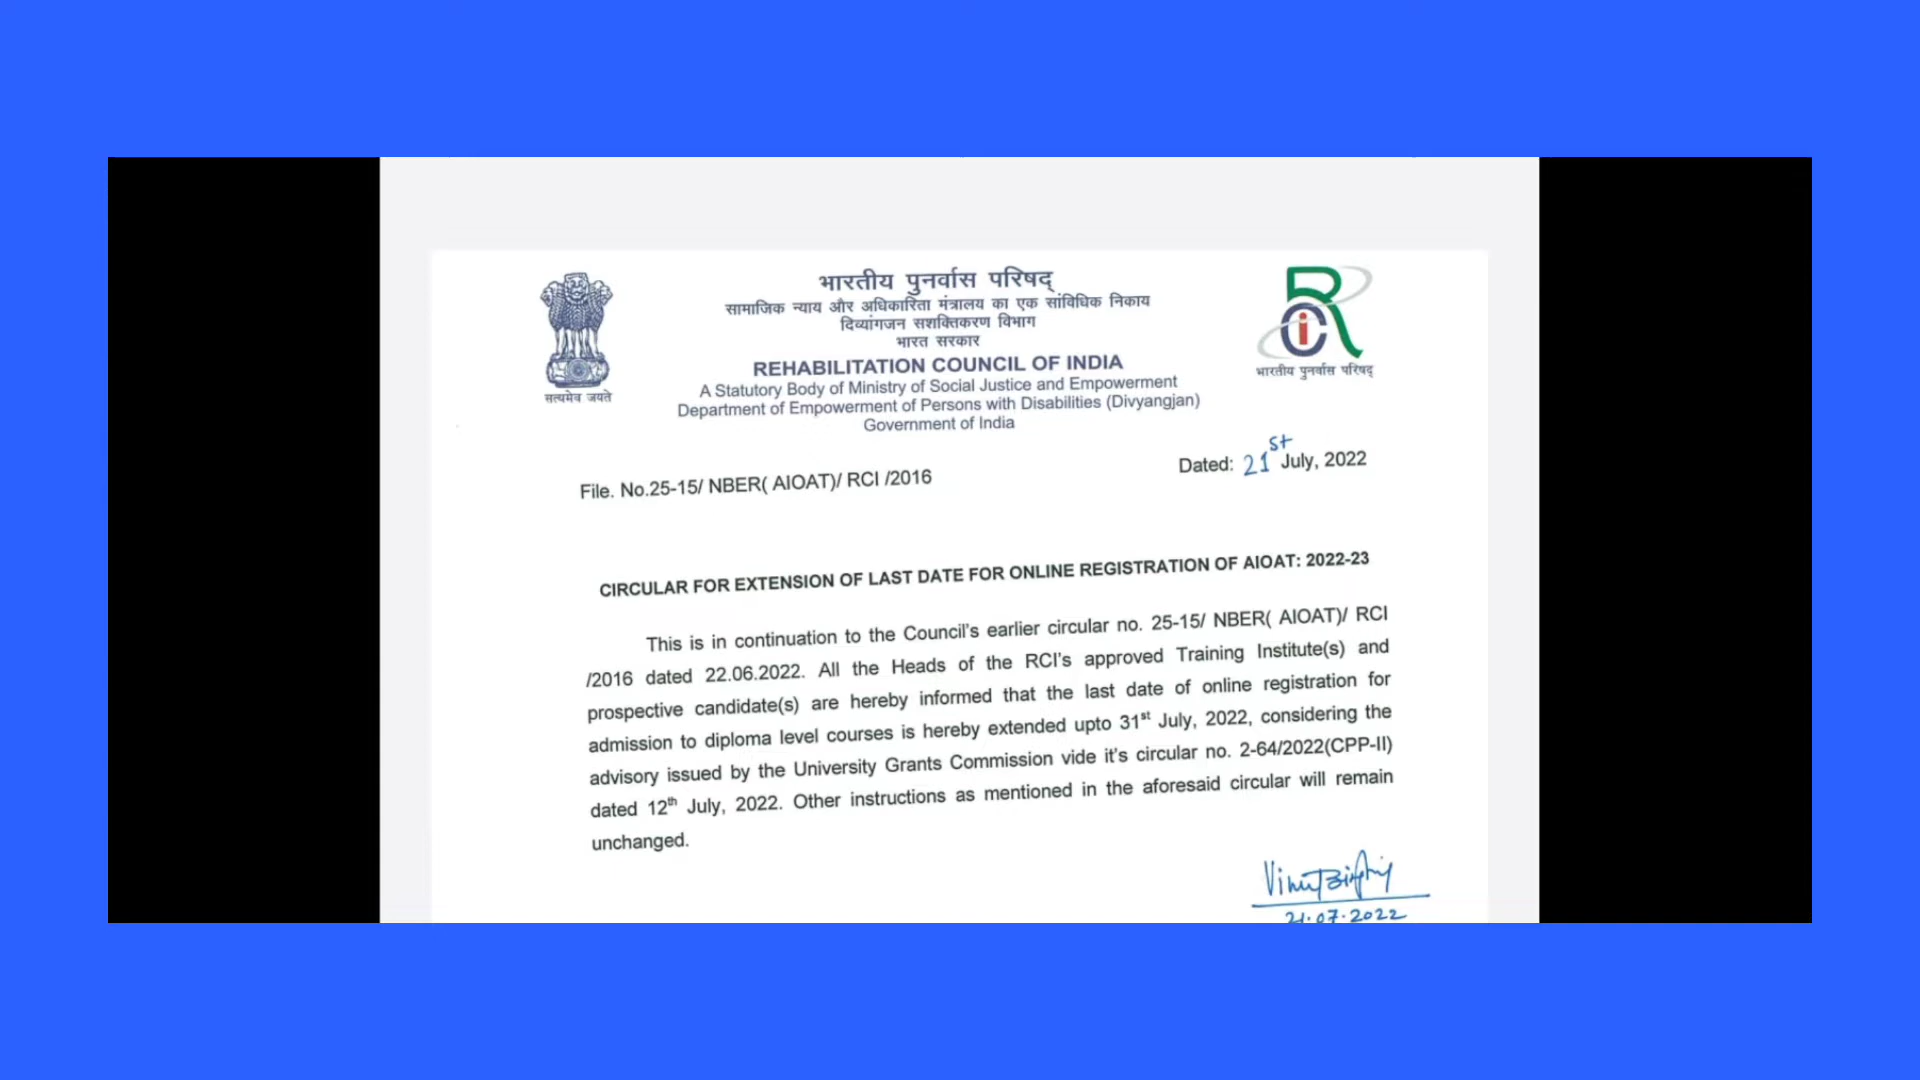 भारतीय पुनर्वास परिषद्
सामाजिक न्याय और अधिकारिता मंत्रालय का एक सांविधिक निकाय
दिव्यांगजन सशक्तिकरण विभाग
भारत सरकार
REHABILITATION COUNCIL OF INDIA
A Statutory Body of Ministry of Social Justice and Empowerment
Department of Empowerment of Persons with Disabilities (Divyangjan)
Government of India
सत्यमेव जयते
RCI
भारतीय पुनर्वास परिषद्
File. No.25-15/ NBER( AIOAT)/ RCI /2016
Dated: 21st July, 2022
CIRCULAR FOR EXTENSION OF LAST DATE FOR ONLINE REGISTRATION OF AIOAT: 2022-23
This is in continuation to the Council's earlier circular no. 25-15/ NBER( AIOAT)/ RCI
/2016 dated 22.06.2022. All the Heads of the RCI's approved Training Institute(s) and
prospective candidate(s) are hereby informed that the last date of online registration for
admission to diploma level courses is hereby extended upto 31st July, 2022, considering the
advisory issued by the University Grants Commission vide it's circular no. 2-64/2022(CPP-II)
dated 12th July, 2022. Other instructions as mentioned in the aforesaid circular will remain
unchanged.
21.07.2022